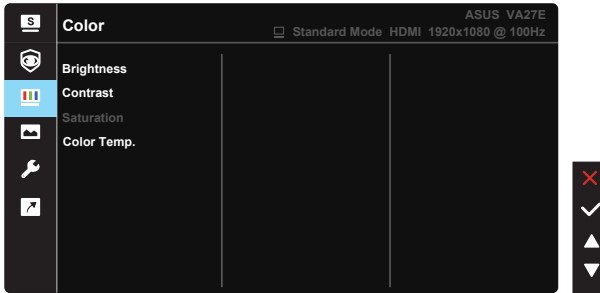 S
Color
ASUS VA27E
Standard Mode HDMI 1920x1080 @ 100Hz
Brightness
Contrast
Saturation
Color Temp.